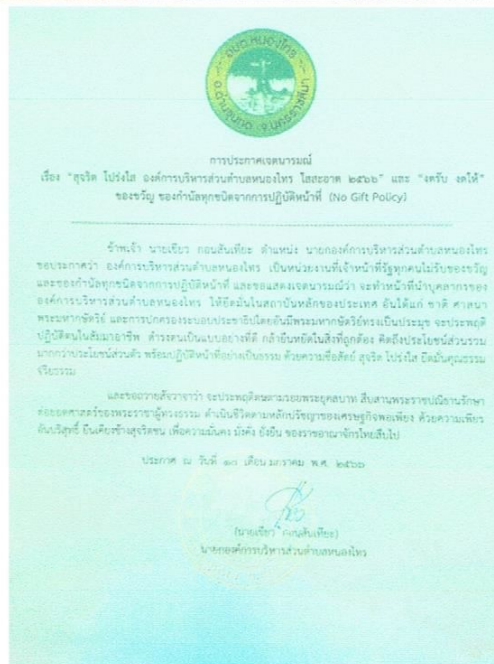 อบต.หนองไทร
อ.ด่านขุนทด จ.นครราชสีมา
การประกาศเจตนารมณ์
เรื่อง "สุจริต โปร่งใส องค์การบริหารส่วนตำบลหนองไทร ใสสะอาด ๒๕๖๖" และ "งดรับ งดให้"
ของขวัญ ของกำนัลทุกชนิดจากการปฏิบัติหน้าที่ (No Gift Policy)
ข้าพเจ้า นายเขียว กอนสันเทียะ ตำแหน่ง นายกองค์การบริหารส่วนตำบลหนองไทร
ขอประกาศว่า องค์การบริหารส่วนตำบลหนองไทร เป็นหน่วยงานที่เจ้าหน้าที่รัฐทุกคนไม่รับของขวัญ
และของกำนัลทุกชนิดจากการปฏิบัติหน้าที่ และขอแสดงเจตนารมณ์ว่า จะทำหน้าที่นำบุคลากรของ
องค์การบริหารส่วนตำบลหนองไทร ให้ยึดมั่นในสถาบันหลักของประเทศ อันได้แก่ ชาติ ศาสนา
พระมหากษัตริย์ และการปกครองระบอบประชาธิปไตยอันมีพระมหากษัตริย์ทรงเป็นประมุข จะประพฤติ
ปฏิบัติตนในสัมมาอาชีพ ดำรงตนเป็นแบบอย่างที่ดี กล้ายืนหยัดในสิ่งที่ถูกต้อง คิดถึงประโยชน์ส่วนรวม
มากกว่าประโยชน์ส่วนตัว พร้อมปฏิบัติหน้าที่อย่างเป็นธรรม ด้วยความซื่อสัตย์ สุจริต โปร่งใส ยึดมั่นคุณธรรม
จริยธรรม
และขอถวายสัจวาจาว่า จะประพฤติตนตามรอยพระยุคลบาท สืบสานพระราชปณิธานรักษา
ต่อยอดศาสตร์ของพระราชาผู้ทรงธรรม ดำเนินชีวิตตามหลักปรัชญาของเศรษฐกิจพอเพียง ด้วยความเพียร
อันบริสุทธิ์ ยืนเคียงข้างสุจริตชน เพื่อความมั่นคง มั่งคั่ง ยั่งยืน ของราชอาณาจักรไทยสืบไป
ประกาศ ณ วันที่ ๑๐ เดือน มกราคม พ.ศ. ๒๕๖๖
(นายเขียว กอนสันเทียะ)
นายกองค์การบริหารส่วนตำบลหนองไทร